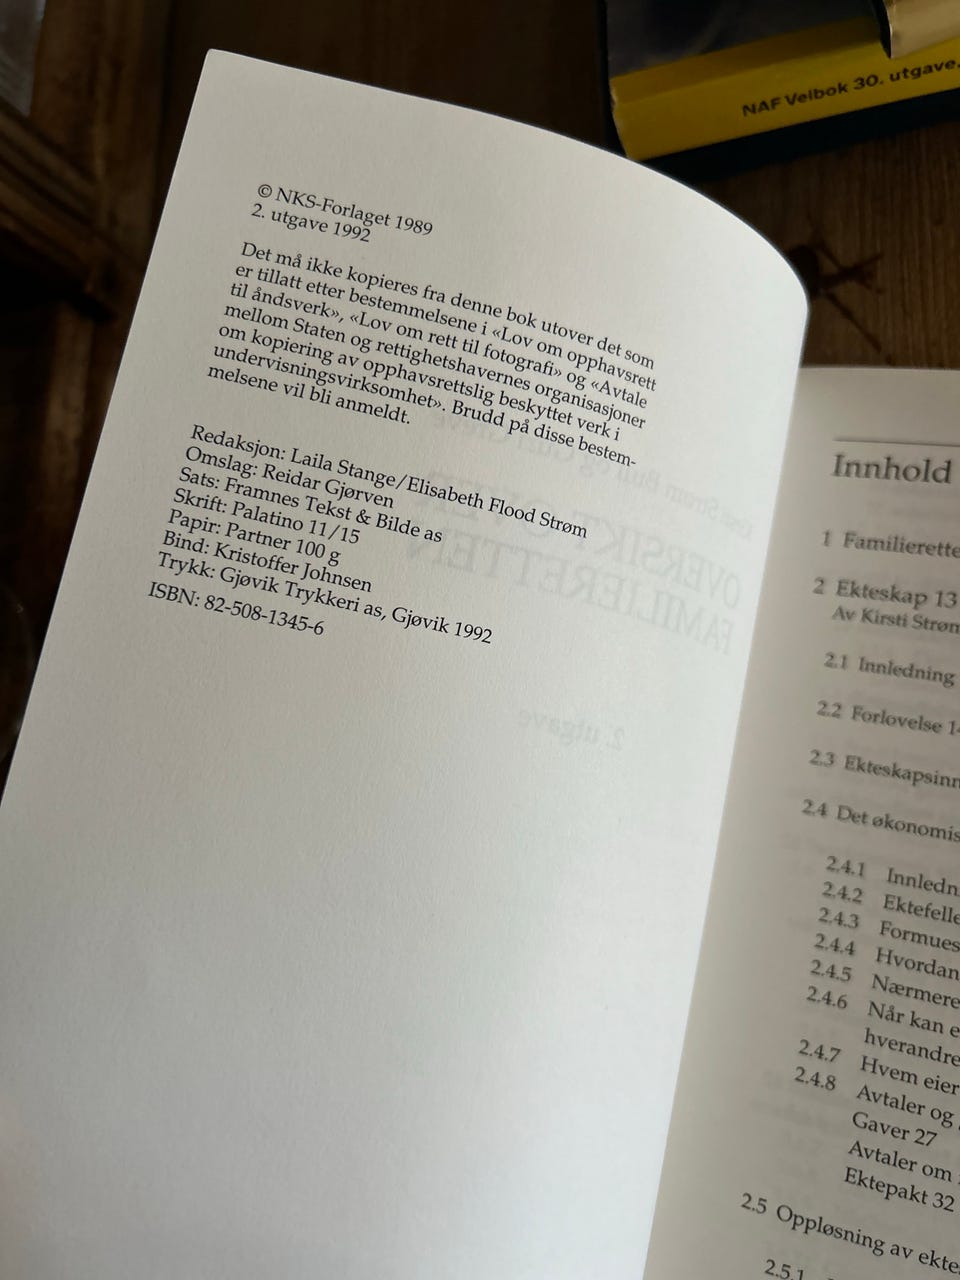 NAF Veibok 30. utgave.
© NKS-Forlaget 1989
2. utgave 1992
Det må ikke kopieres fra denne bok utover det som
er tillatt etter bestemmelsene i «Lov om opphavsrett
til åndsverk», «Lov om rett til fotografi» og «Avtale
mellom Staten og rettighetshavernes organisasjoner
om kopiering av opphavsrettslig beskyttet verk i
undervisningsvirksomhet». Brudd på disse bestem-
melsene vil bli anmeldt.
Redaksjon: Laila Stange/Elisabeth Flood Strøm
Omslag: Reidar Gjørven
Sats: Framnes Tekst & Bilde as
Skrift: Palatino 11/15
Papir: Partner 100 g
Bind: Kristoffer Johnsen
Trykk: Gjøvik Trykkeri as, Gjøvik 1992
ISBN: 82-508-1345-6
OVERSIKT OVER
FAMILIERETTEN
2. utgave
Innhold
1 Familierette
2 Ekteskap 13
Av Kirsti Strøm
2.1 Innledning
2.2 Forlovelse 14
2.3 Ekteskapsinn
2.4 Det økonomis
2.4.1 Innledn
2.4.2 Ektefelle
2.4.3 Formues
2.4.4 Hvordan
2.4.5 Nærmere
2.4.6 Når kan e
hverandre
2.4.7 Hvem eier
2.4.8 Avtaler og
Gaver 27
Avtaler om
Ektepakt 32
2.5 Oppløsning av ekte
2.5.1